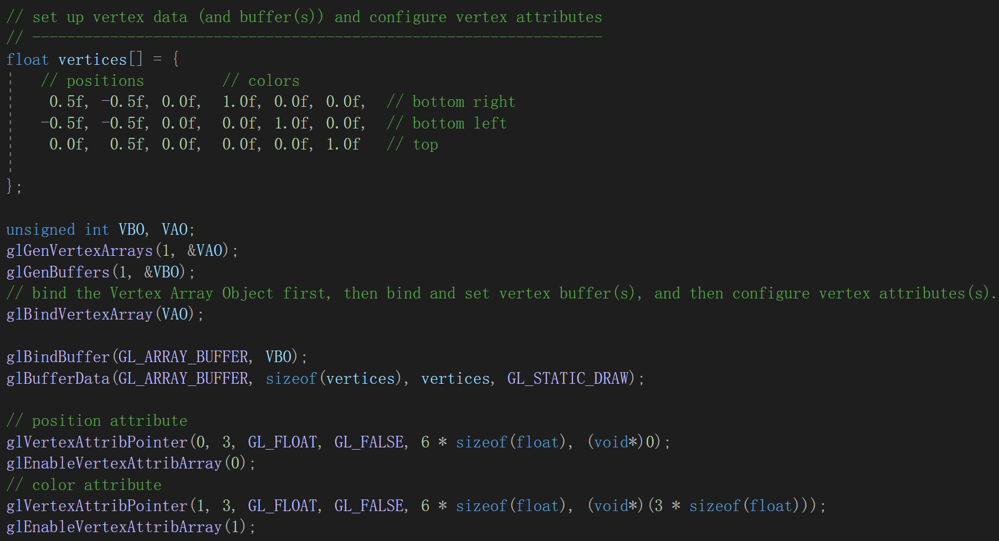 // set up vertex data (and buffer(s)) and configure vertex attributes
// ------------------------------------------------------------------
float vertices[] = {
    // positions         // colors
     0.5f, -0.5f, 0.0f,  1.0f, 0.0f, 0.0f,  // bottom right
    -0.5f, -0.5f, 0.0f,  0.0f, 1.0f, 0.0f,  // bottom left
     0.0f,  0.5f, 0.0f,  0.0f, 0.0f, 1.0f   // top
};
unsigned int VBO, VAO;
glGenVertexArrays(1, &VAO);
glGenBuffers(1, &VBO);
// bind the Vertex Array Object first, then bind and set vertex buffer(s), and then configure vertex attributes(s).
glBindVertexArray(VAO);
glBindBuffer(GL_ARRAY_BUFFER, VBO);
glBufferData(GL_ARRAY_BUFFER, sizeof(vertices), vertices, GL_STATIC_DRAW);
// position attribute
glVertexAttribPointer(0, 3, GL_FLOAT, GL_FALSE, 6 * sizeof(float), (void*)0);
glEnableVertexAttribArray(0);
// color attribute
glVertexAttribPointer(1, 3, GL_FLOAT, GL_FALSE, 6 * sizeof(float), (void*)(3 * sizeof(float)));
glEnableVertexAttribArray(1);